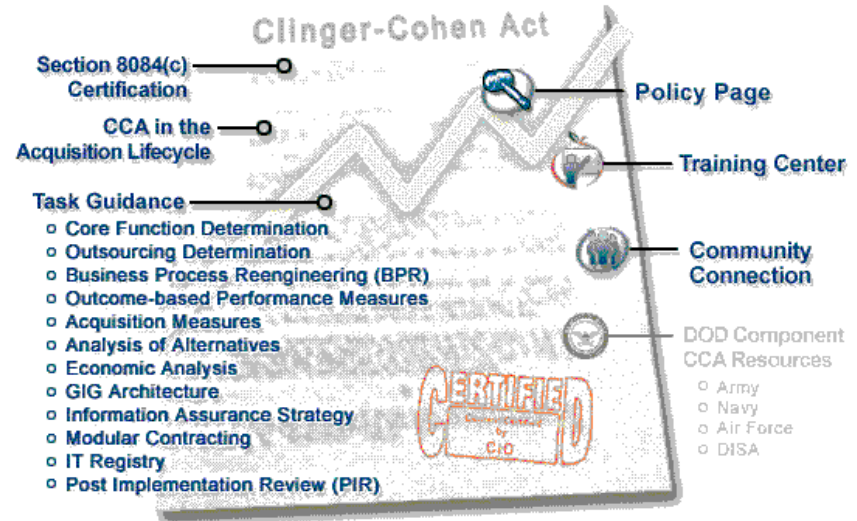 Clinger-Cohen Act
Section 8084(c)
Certification
CCA in the
Acquisition Lifecycle
Task Guidance
Core Function Determination
Outsourcing Determination
Business Process Reengineering (BPR)
Outcome-based Performance Measures
Acquisition Measures
Analysis of Alternatives
Economic Analysis
GIG Architecture
Information Assurance Strategy
Modular Contracting
IT Registry
Post Implementation Review (PIR)
Policy Page
Training Center
Community
Connection
DOD Component
CCA Resources
Army
Navy
Air Force
DISA
CERTIFIED
by
CIO